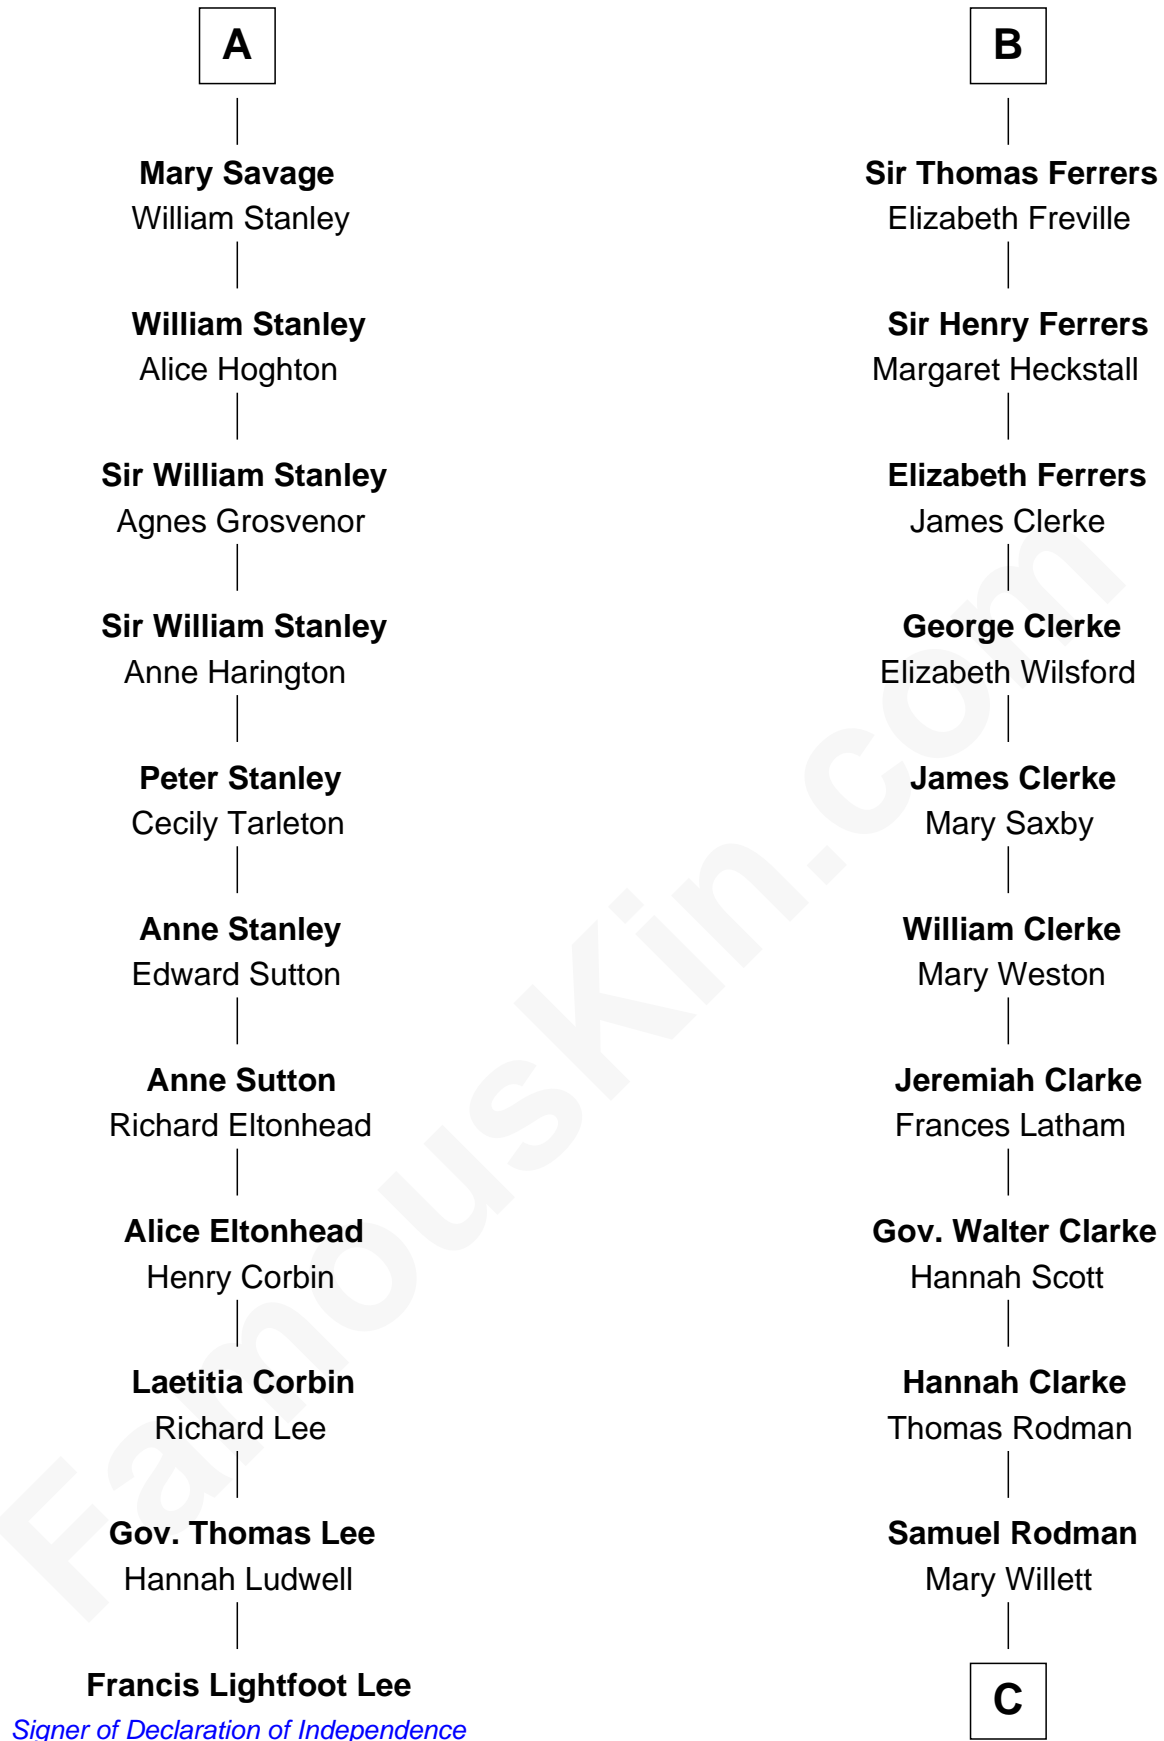 A
Mary Savage
William Stanley
William Stanley
Alice Hoghton
Sir William Stanley
Agnes Grosvenor
Sir William Stanley
Anne Harington
Peter Stanley
Cecily Tarleton
Anne Stanley
Edward Sutton
Anne Sutton
Richard Eltonhead
Alice Eltonhead
Henry Corbin
Laetitia Corbin
Richard Lee
Gov. Thomas Lee
Hannah Ludwell
Francis Lightfoot Lee
Signer of Declaration of Independence
B
Sir Thomas Ferrers
Elizabeth Freville
Sir Henry Ferrers
Margaret Heckstall
Elizabeth Ferrers
James Clerke
George Clerke
Elizabeth Wilsford
James Clerke
Mary Saxby
William Clerke
Mary Weston
Jeremiah Clarke
Frances Latham
Gov. Walter Clarke
Hannah Scott
Hannah Clarke
Thomas Rodman
Samuel Rodman
Mary Willett
C
FamousKin.com